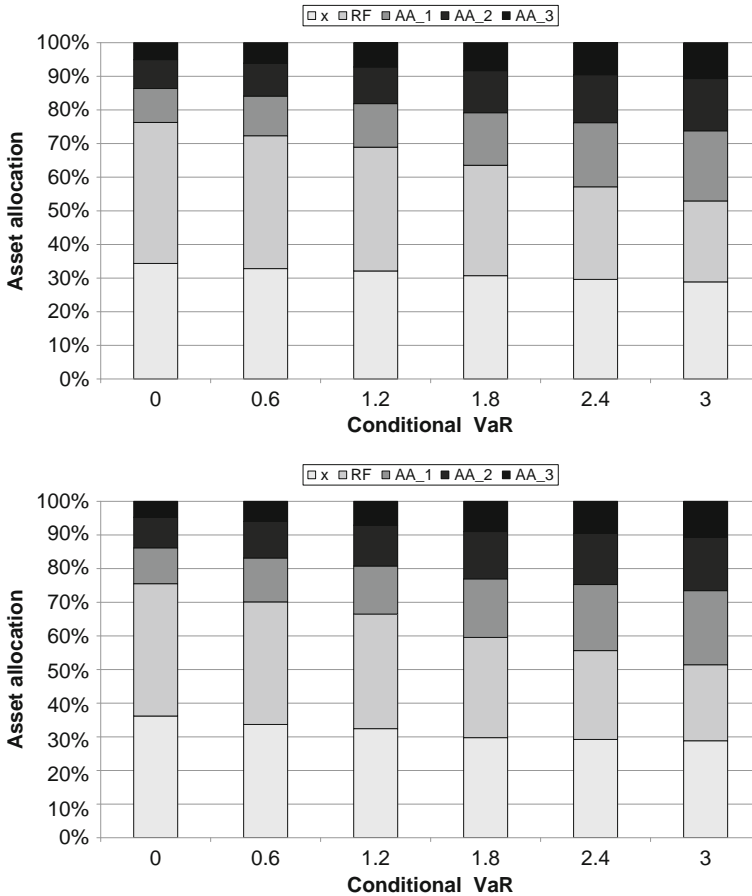 x RF AA_1 AA_2 AA_3
100%
90%
80%
70%
60%
50%
40%
30%
20%
10%
0%
Asset allocation
0 0.6 1.2 1.8 2.4 3
Conditional VaR
x RF AA_1 AA_2 AA_3
100%
90%
80%
70%
60%
50%
40%
30%
20%
10%
0%
Asset allocation
0 0.6 1.2 1.8 2.4 3
Conditional VaR